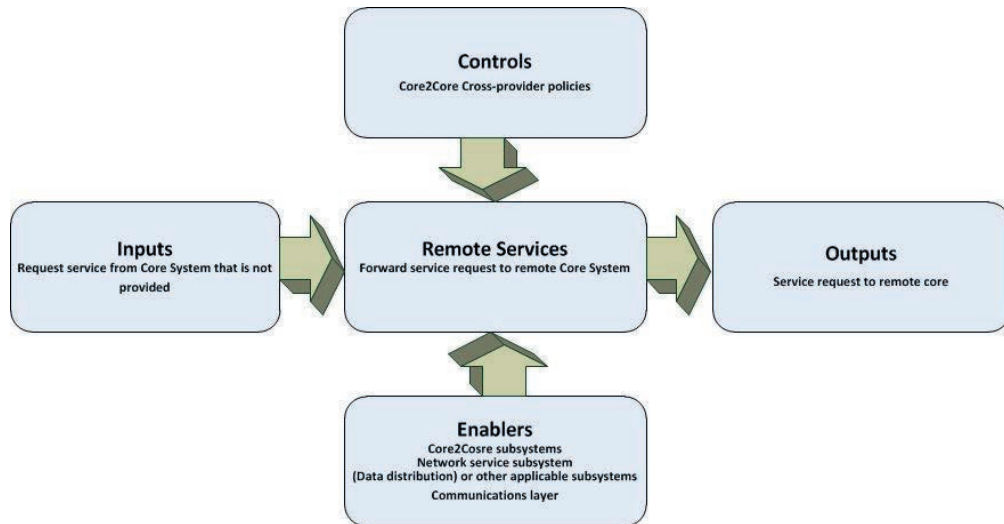 Controls
Core2Core Cross-provider policies
Inputs
Request service from Core System that is not
provided
Remote Services
Forward service request to remote Core System
Outputs
Service request to remote core
Enablers
Core2Cosre subsystems
Network service subsystem
(Data distribution) or other applicable subsystems
Communications layer